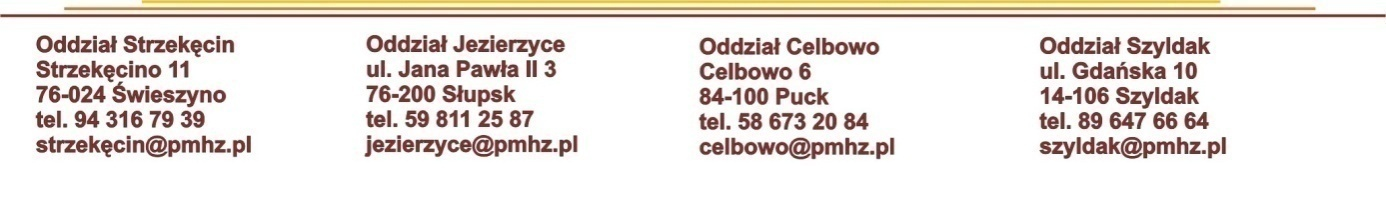 Oddział Strzekęcin
Strzekęcino 11
76-024 Świeszyno
tel. 94 316 79 39
strzekęcin@pmhz.pl
Oddział Jezierzyce
ul. Jana Pawła II 3
76-200 Słupsk
tel. 59 811 25 87
jezierzyce@pmhz.pl
Oddział Celbowo
Celbowo 6
84-100 Puck
tel. 58 673 20 84
celbowo@pmhz.pl
Oddział Szyldak
ul. Gdańska 10
14-106 Szyldak
tel. 89 647 66 64
szyldak@pmhz.pl